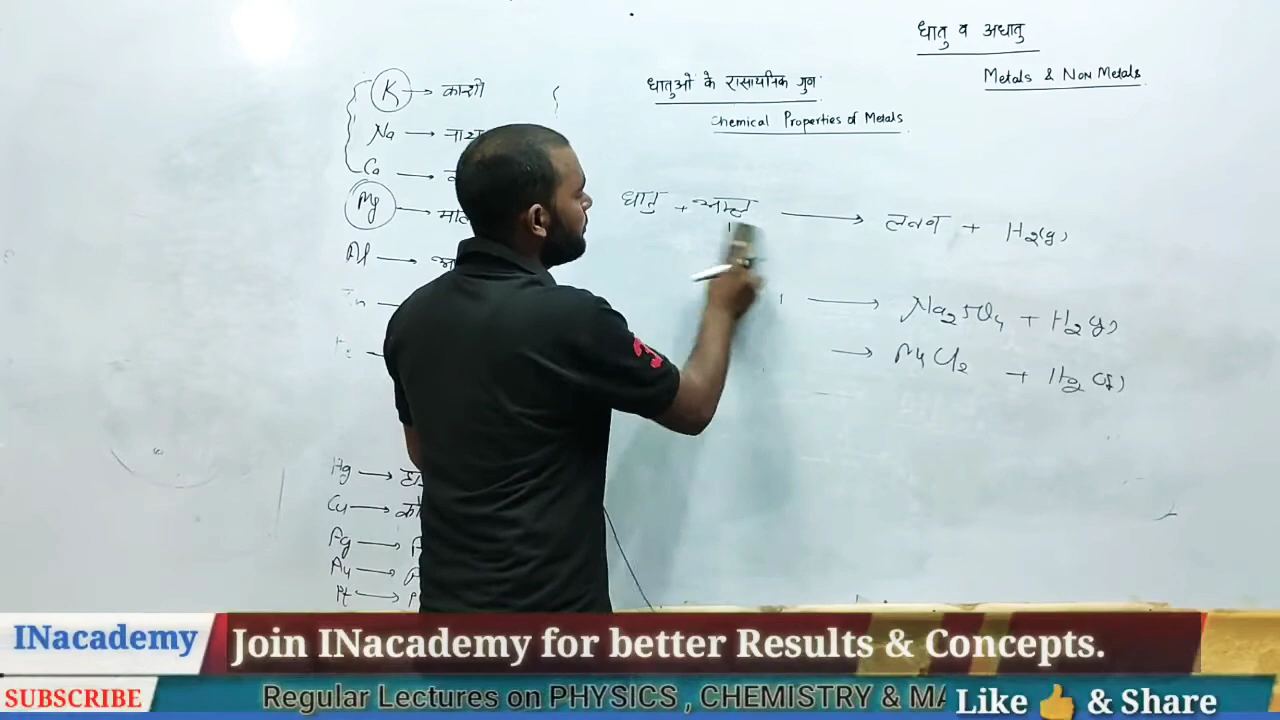 धातु व अधातु
Metals & Non Metals
धातुओं के रासायनिक गुण
Chemical Properties of Metals
K → काशी
Na →
Ca →
Mg →
Al →
Zn →
Hg →
Cu →
Ag →
Au →
Pt →
धातु + अम्ल → लवण + H₂(g)
→ Na₂SO₄ + H₂(g)
→ MgCl₂ + H₂(g)
INacademy Join INacademy for better Results & Concepts.
SUBSCRIBE Regular Lectures on PHYSICS , CHEMISTRY & MA Like 👍 & Share